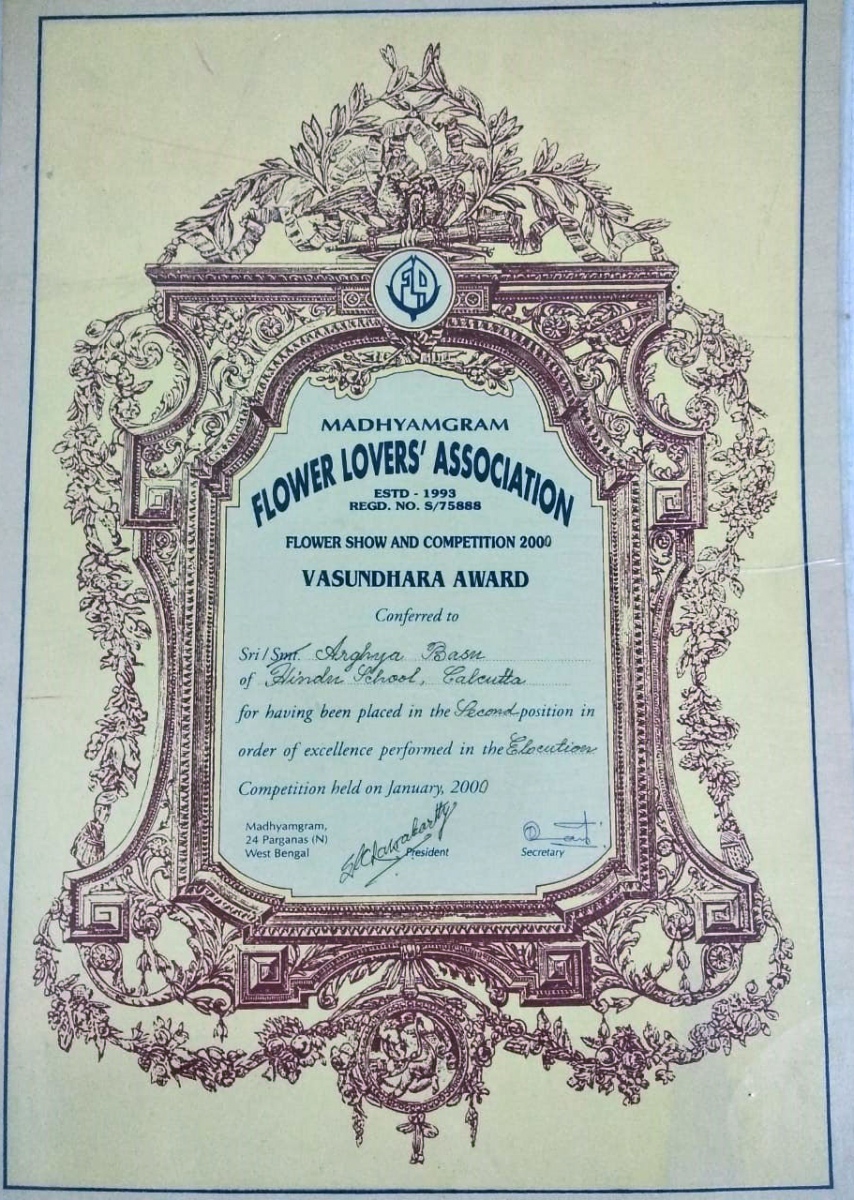 FLA
MADHYAMGRAM
FLOWER LOVERS' ASSOCIATION
ESTD - 1993
REGD. NO. S/75888
FLOWER SHOW AND COMPETITION 2000
VASUNDHARA AWARD
Conferred to
Sri / Smt. Arghya Basu
of Hindu School, Calcutta
for having been placed in the Second position in
order of excellence performed in the Elocution
Competition held on January, 2000
Madhyamgram,
24 Parganas (N)
West Bengal
President
Secretary